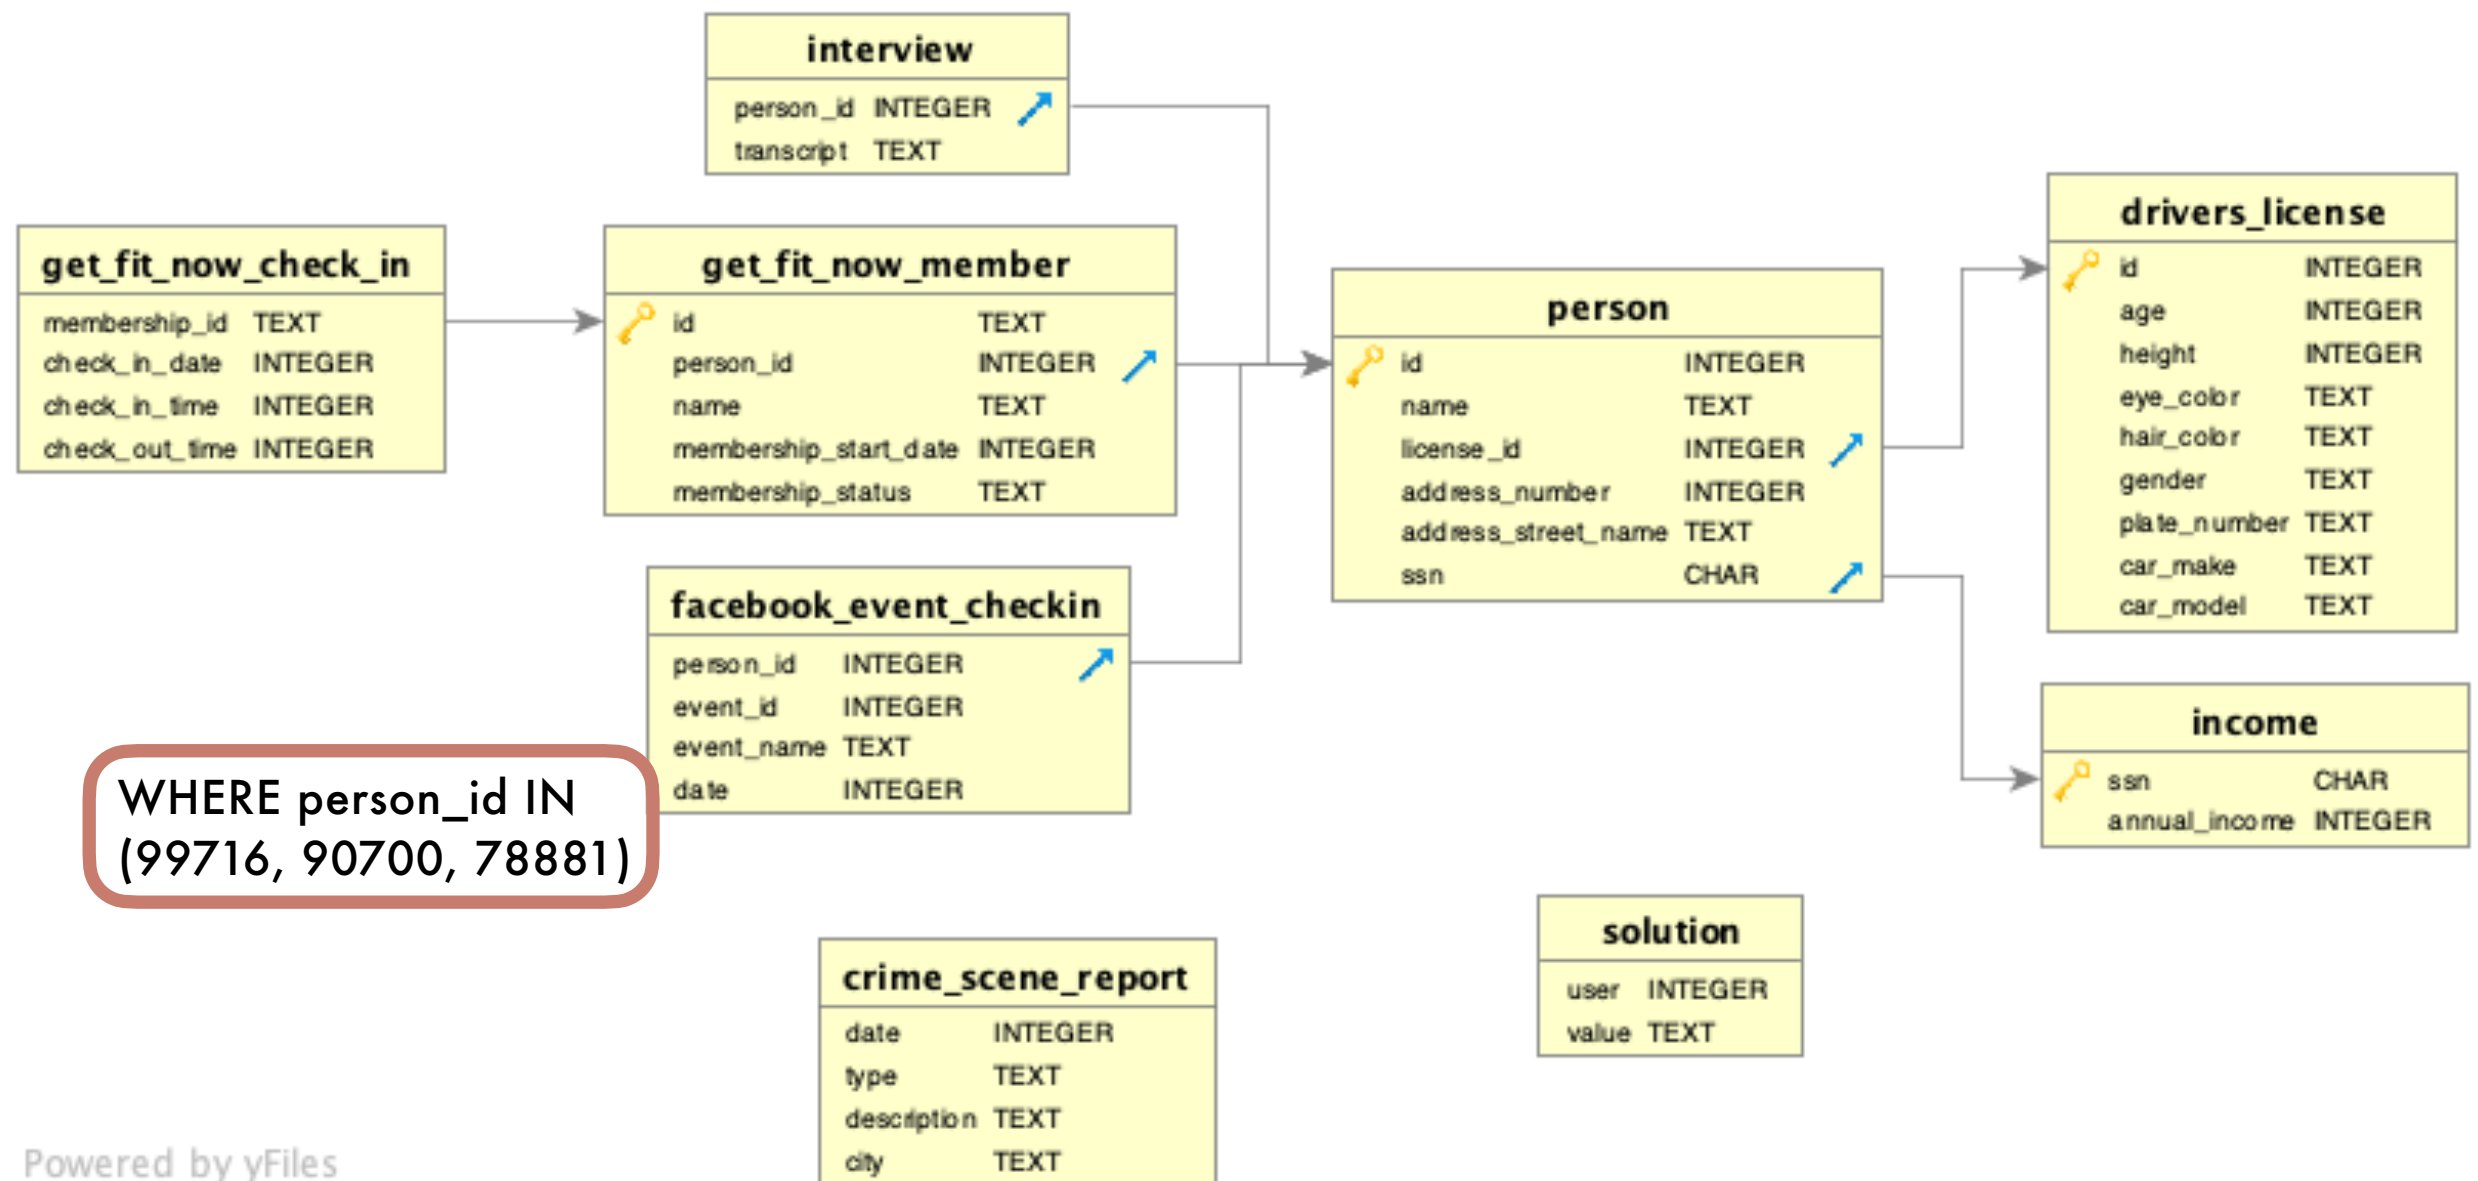 interview
person_id INTEGER
transcript TEXT
get_fit_now_check_in
membership_id TEXT
check_in_date INTEGER
check_in_time INTEGER
check_out_time INTEGER
get_fit_now_member
id TEXT
person_id INTEGER
name TEXT
membership_start_date INTEGER
membership_status TEXT
person
id INTEGER
name TEXT
license_id INTEGER
address_number INTEGER
address_street_name TEXT
ssn CHAR
drivers_license
id INTEGER
age INTEGER
height INTEGER
eye_color TEXT
hair_color TEXT
gender TEXT
plate_number TEXT
car_make TEXT
car_model TEXT
facebook_event_checkin
person_id INTEGER
event_id INTEGER
event_name TEXT
date INTEGER
WHERE person_id IN
(99716, 90700, 78881)
income
ssn CHAR
annual_income INTEGER
solution
user INTEGER
value TEXT
crime_scene_report
date INTEGER
type TEXT
description TEXT
city TEXT
Powered by yFiles